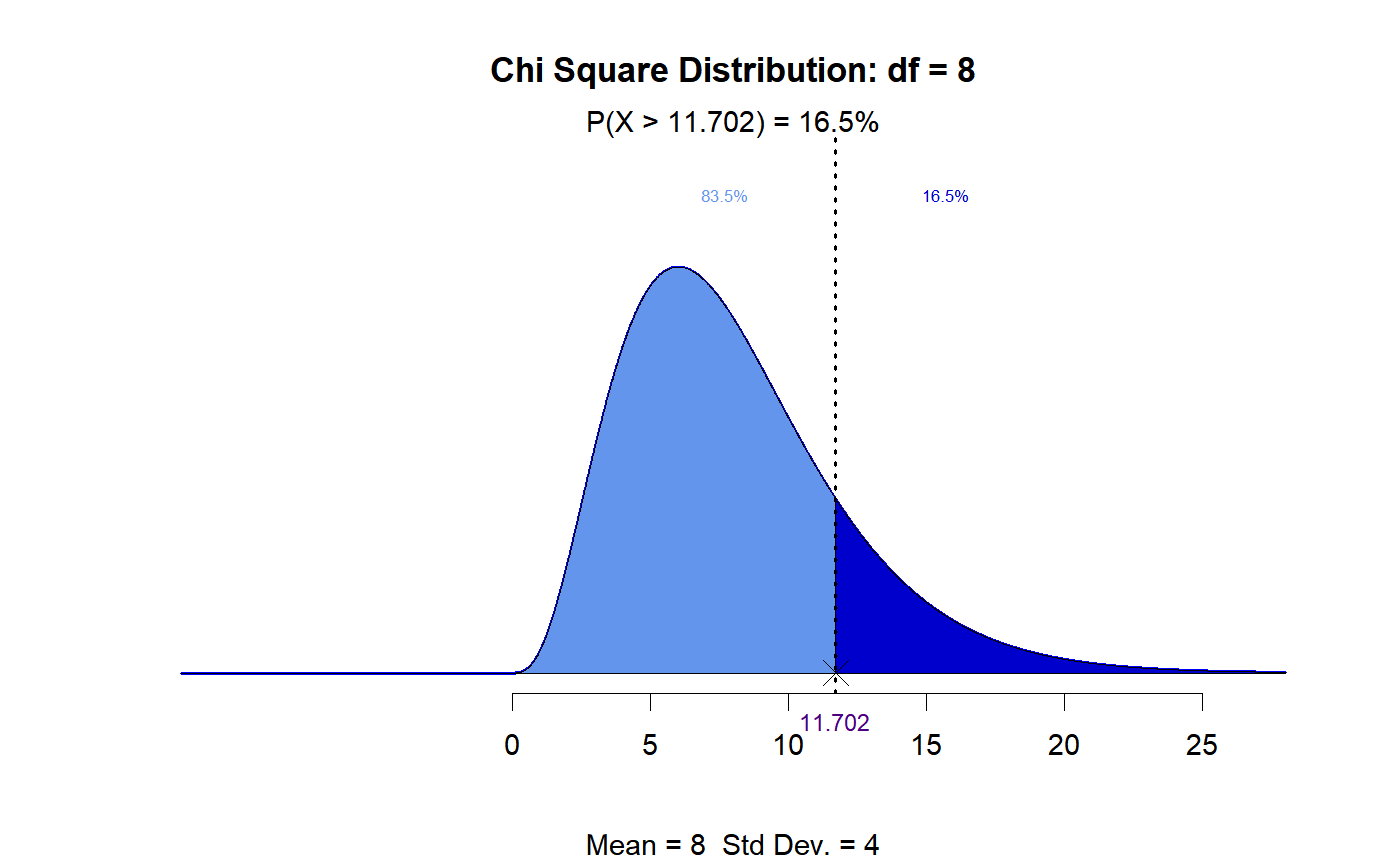 Chi Square Distribution: df = 8
P(X > 11.702) = 16.5%
83.5% 16.5%
11.702
0 5 10 15 20 25
Mean = 8 Std Dev. = 4